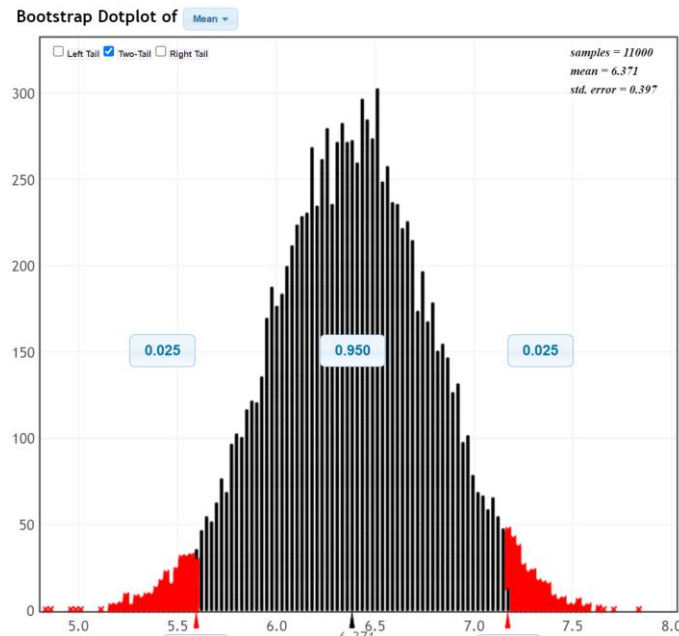 Bootstrap Dotplot of Mean
Left Tail Two-Tail Right Tail
samples = 11000
mean = 6.371
std. error = 0.397
300
250
200
150
100
50
0
0.025 0.950 0.025
5.0 5.5 6.0 6.5 7.0 7.5 8.0